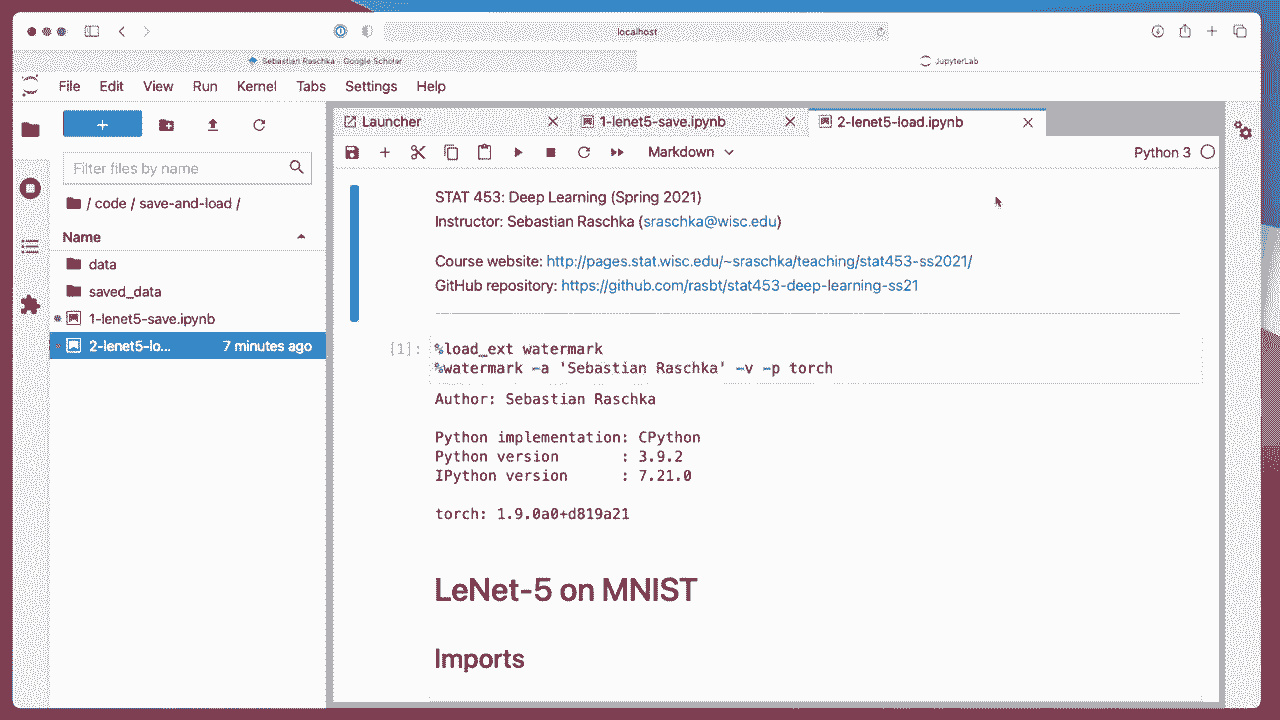 localhost
Sebastian Raschka - Google Scholar
JupyterLab
File Edit View Run Kernel Tabs Settings Help
Launcher
1-lenet5-save.ipynb
2-lenet5-load.ipynb
Markdown
Python 3
Filter files by name
/ code / save-and-load /
Name
data
saved_data
1-lenet5-save.ipynb
2-lenet5-lo... 7 minutes ago
STAT 453: Deep Learning (Spring 2021)
Instructor: Sebastian Raschka (sraschka@wisc.edu)
Course website: http://pages.stat.wisc.edu/~sraschka/teaching/stat453-ss2021/
GitHub repository: https://github.com/rasbt/stat453-deep-learning-ss21
[1]: %load_ext watermark
%watermark -a 'Sebastian Raschka' -v -p torch
Author: Sebastian Raschka
Python implementation: CPython
Python version : 3.9.2
IPython version : 7.21.0
torch: 1.9.0a0+d819a21
LeNet-5 on MNIST
Imports